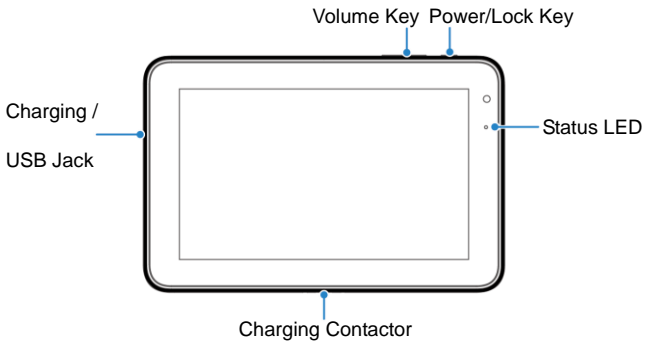 Volume Key Power/Lock Key
Charging /
USB Jack
Status LED
Charging Contactor